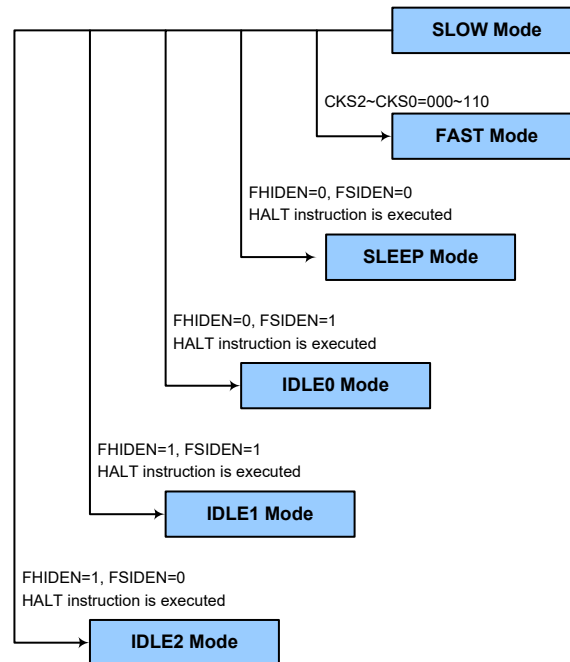 SLOW Mode
CKS2~CKS0=000~110
FAST Mode
FHIDEN=0, FSIDEN=0
HALT instruction is executed
SLEEP Mode
FHIDEN=0, FSIDEN=1
HALT instruction is executed
IDLE0 Mode
FHIDEN=1, FSIDEN=1
HALT instruction is executed
IDLE1 Mode
FHIDEN=1, FSIDEN=0
HALT instruction is executed
IDLE2 Mode